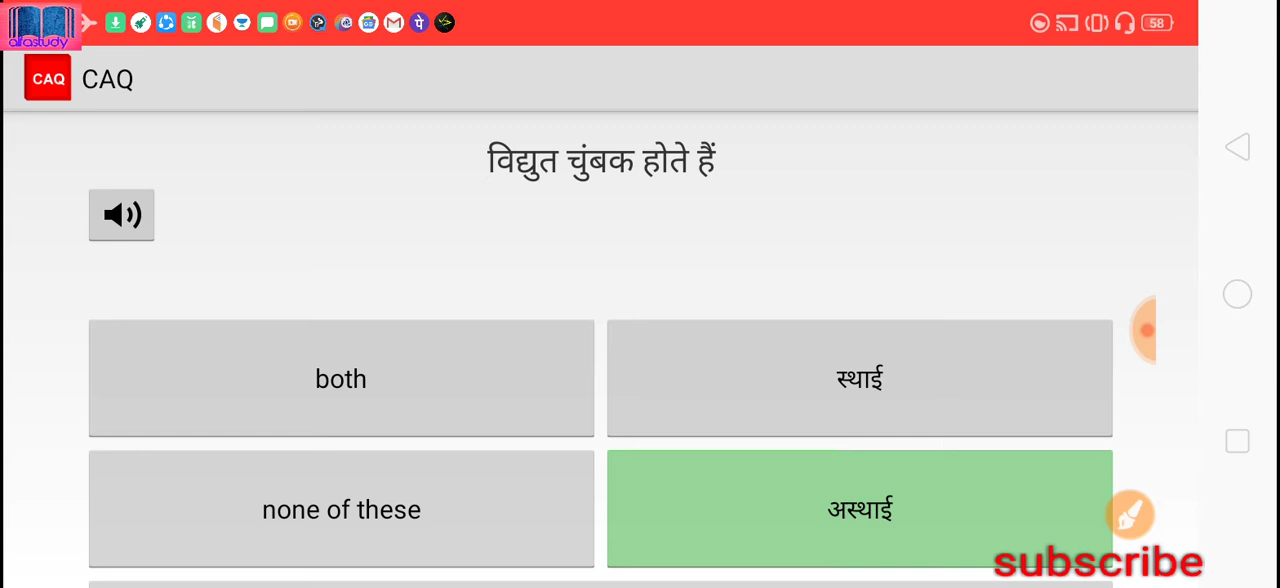 alfastudy
58
CAQ CAQ
विद्युत चुंबक होते हैं
both
स्थाई
none of these
अस्थाई
subscribe